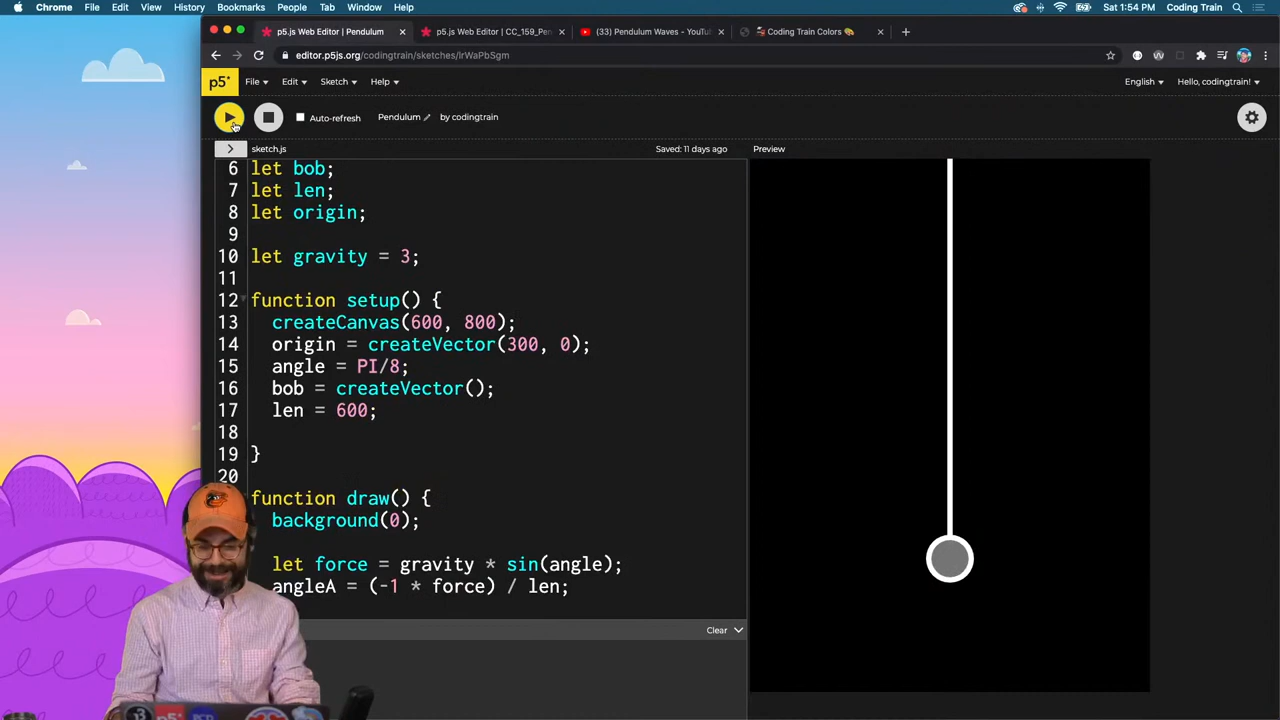 Chrome File Edit View History Bookmarks People Tab Window Help Sat 1:54 PM Coding Train
p5.js Web Editor | Pendulum p5.js Web Editor | CC_159_Pen (33) Pendulum Waves - YouTu Coding Train Colors
editor.p5js.org/codingtrain/sketches/IrWaPbSgm
p5* File Edit Sketch Help English Hello, codingtrain!
Auto-refresh Pendulum by codingtrain
sketch.js Saved: 11 days ago Preview
6 let bob;
7 let len;
8 let origin;
9
10 let gravity = 3;
11
12 function setup() {
13 createCanvas(600, 800);
14 origin = createVector(300, 0);
15 angle = PI/8;
16 bob = createVector();
17 len = 600;
18
19 }
20
function draw() {
background(0);
let force = gravity * sin(angle);
angleA = (-1 * force) / len;
Clear